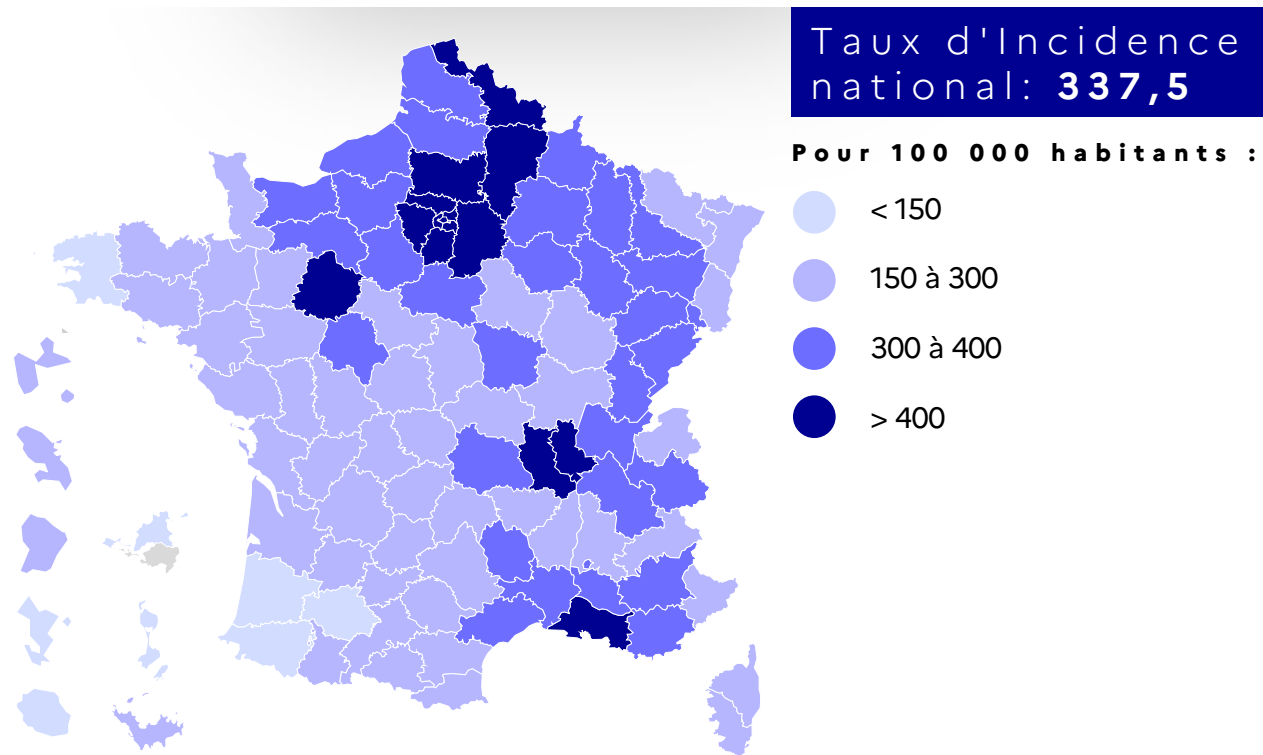 Taux d'Incidence
national: 337,5
Pour 100 000 habitants :
< 150
150 à 300
300 à 400
> 400